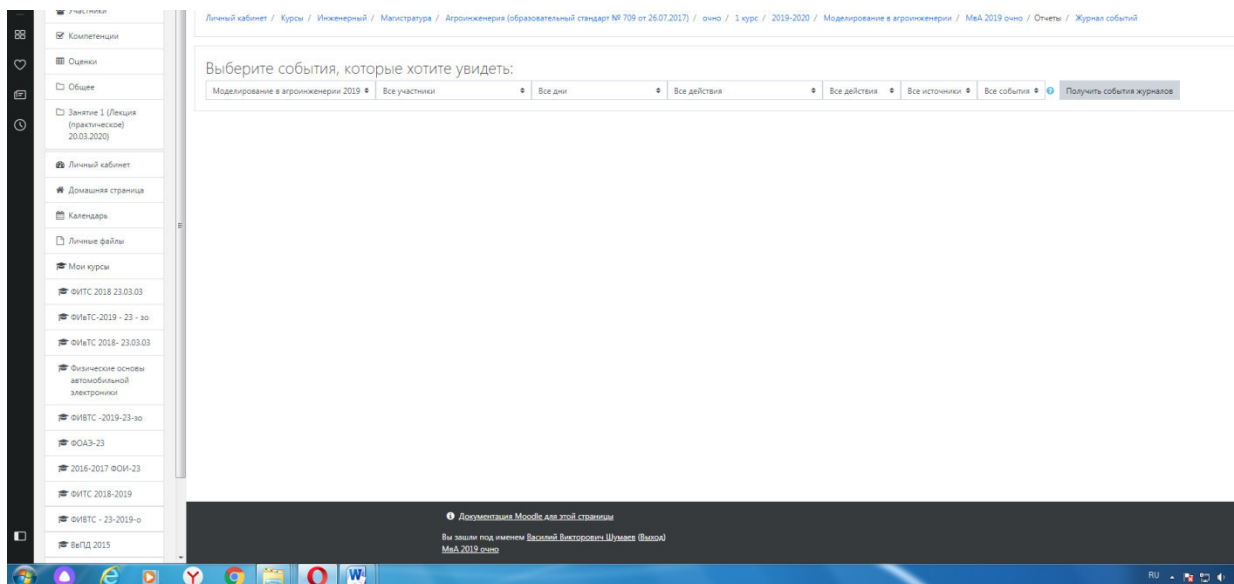 Участники
Компетенции
Оценки
Общее
Занятие 1 (Лекция
(практическое)
20.03.2020)
Личный кабинет
Домашняя страница
Календарь
Личные файлы
Мои курсы
ФИТС 2018 23.03.03
ФИвТС-2019 - 23 - зо
ФИвТС 2018- 23.03.03
Физические основы
автомобильной
электроники
ФИВТС -2019-23-зо
ФОАЭ-23
2016-2017 ФОИ-23
ФИТС 2018-2019
ФИВТС - 23-2019-о
ВеПД 2015
Личный кабинет / Курсы / Инженерный / Магистратура / Агроинженерия (образовательный стандарт № 709 от 26.07.2017) / очно / 1 курс / 2019-2020 / Моделирование в агроинженерии / МвА 2019 очно / Отчеты / Журнал событий
Выберите события, которые хотите увидеть:
Моделирование в агроинженерии 2019 Все участники Все дни Все действия Все действия Все источники Все события Получить события журналов
Документация Moodle для этой страницы
Вы зашли под именем Василий Викторович Шумаев (Выход)
МвА 2019 очно
RU